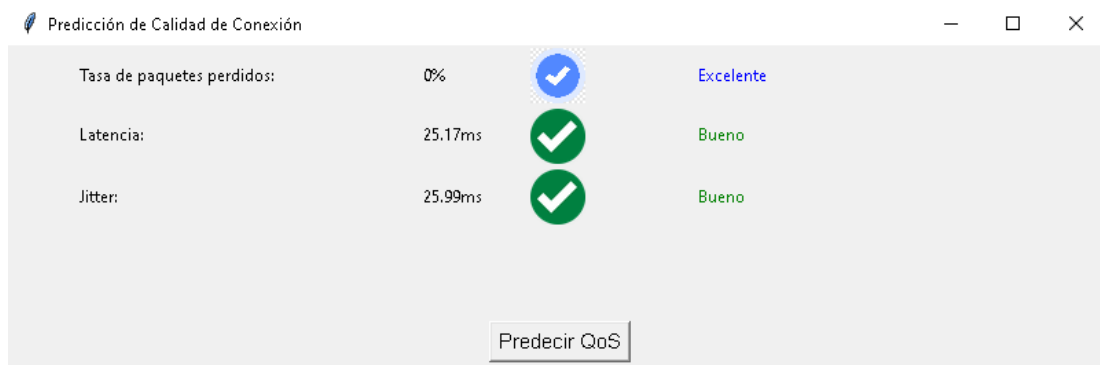 Predicción de Calidad de Conexión
Tasa de paquetes perdidos: 0% Excelente
Latencia: 25.17ms Bueno
Jitter: 25.99ms Bueno
Predecir QoS